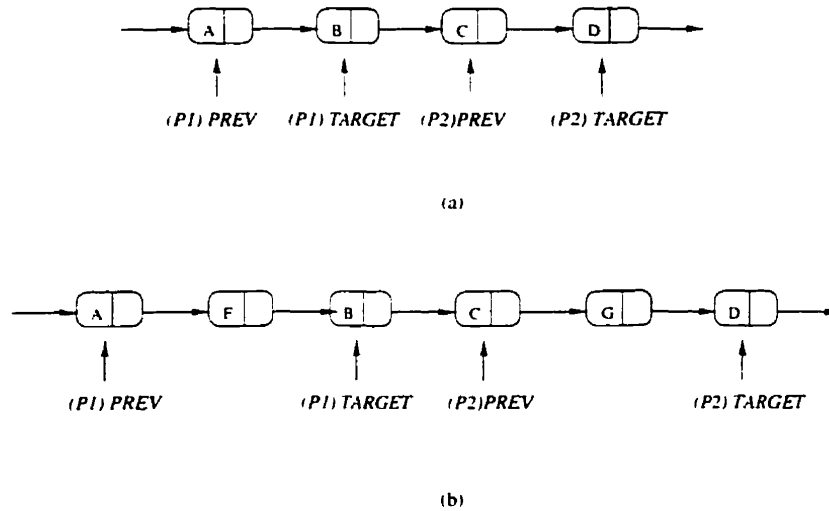 A B C D
(P1) PREV (P1) TARGET (P2)PREV (P2) TARGET
(a)
A F B C G D
(P1) PREV (P1) TARGET (P2)PREV (P2) TARGET
(b)